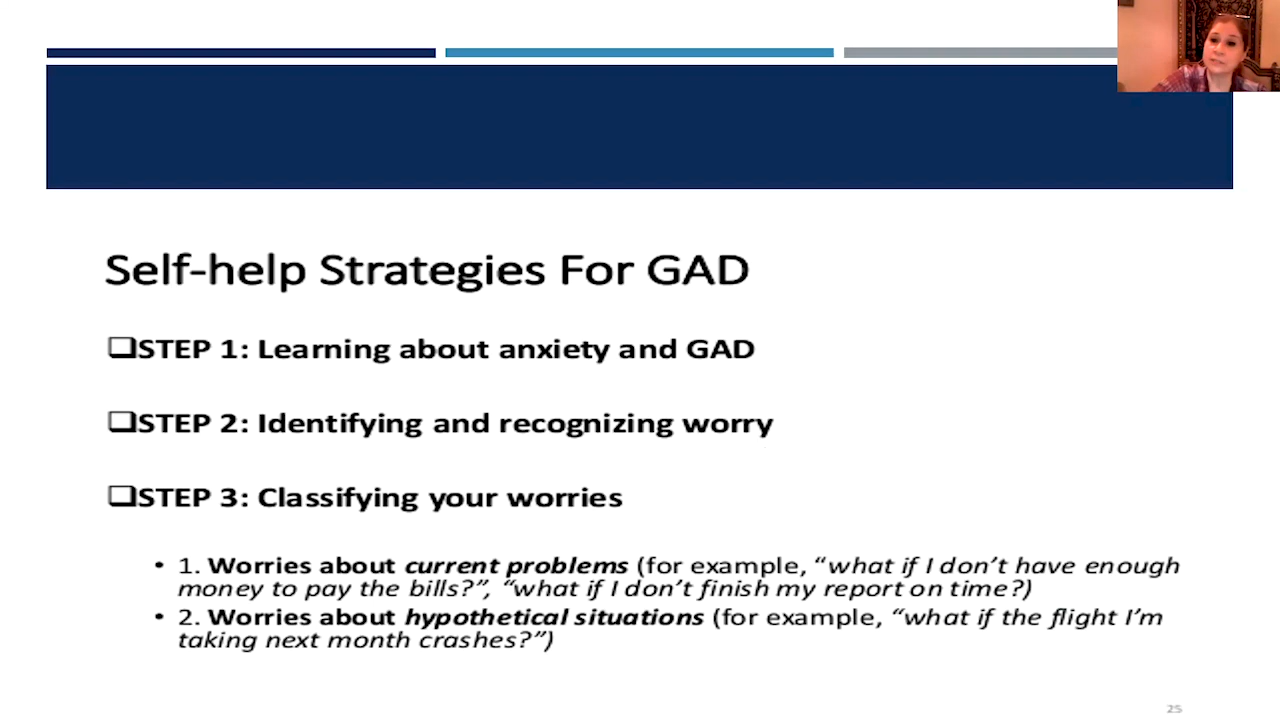 Self-help Strategies For GAD
❑STEP 1: Learning about anxiety and GAD
❑STEP 2: Identifying and recognizing worry
❑STEP 3: Classifying your worries
• 1. Worries about current problems (for example, “what if I don’t have enough
money to pay the bills?”, “what if I don’t finish my report on time?)
• 2. Worries about hypothetical situations (for example, “what if the flight I’m
taking next month crashes?”)
25